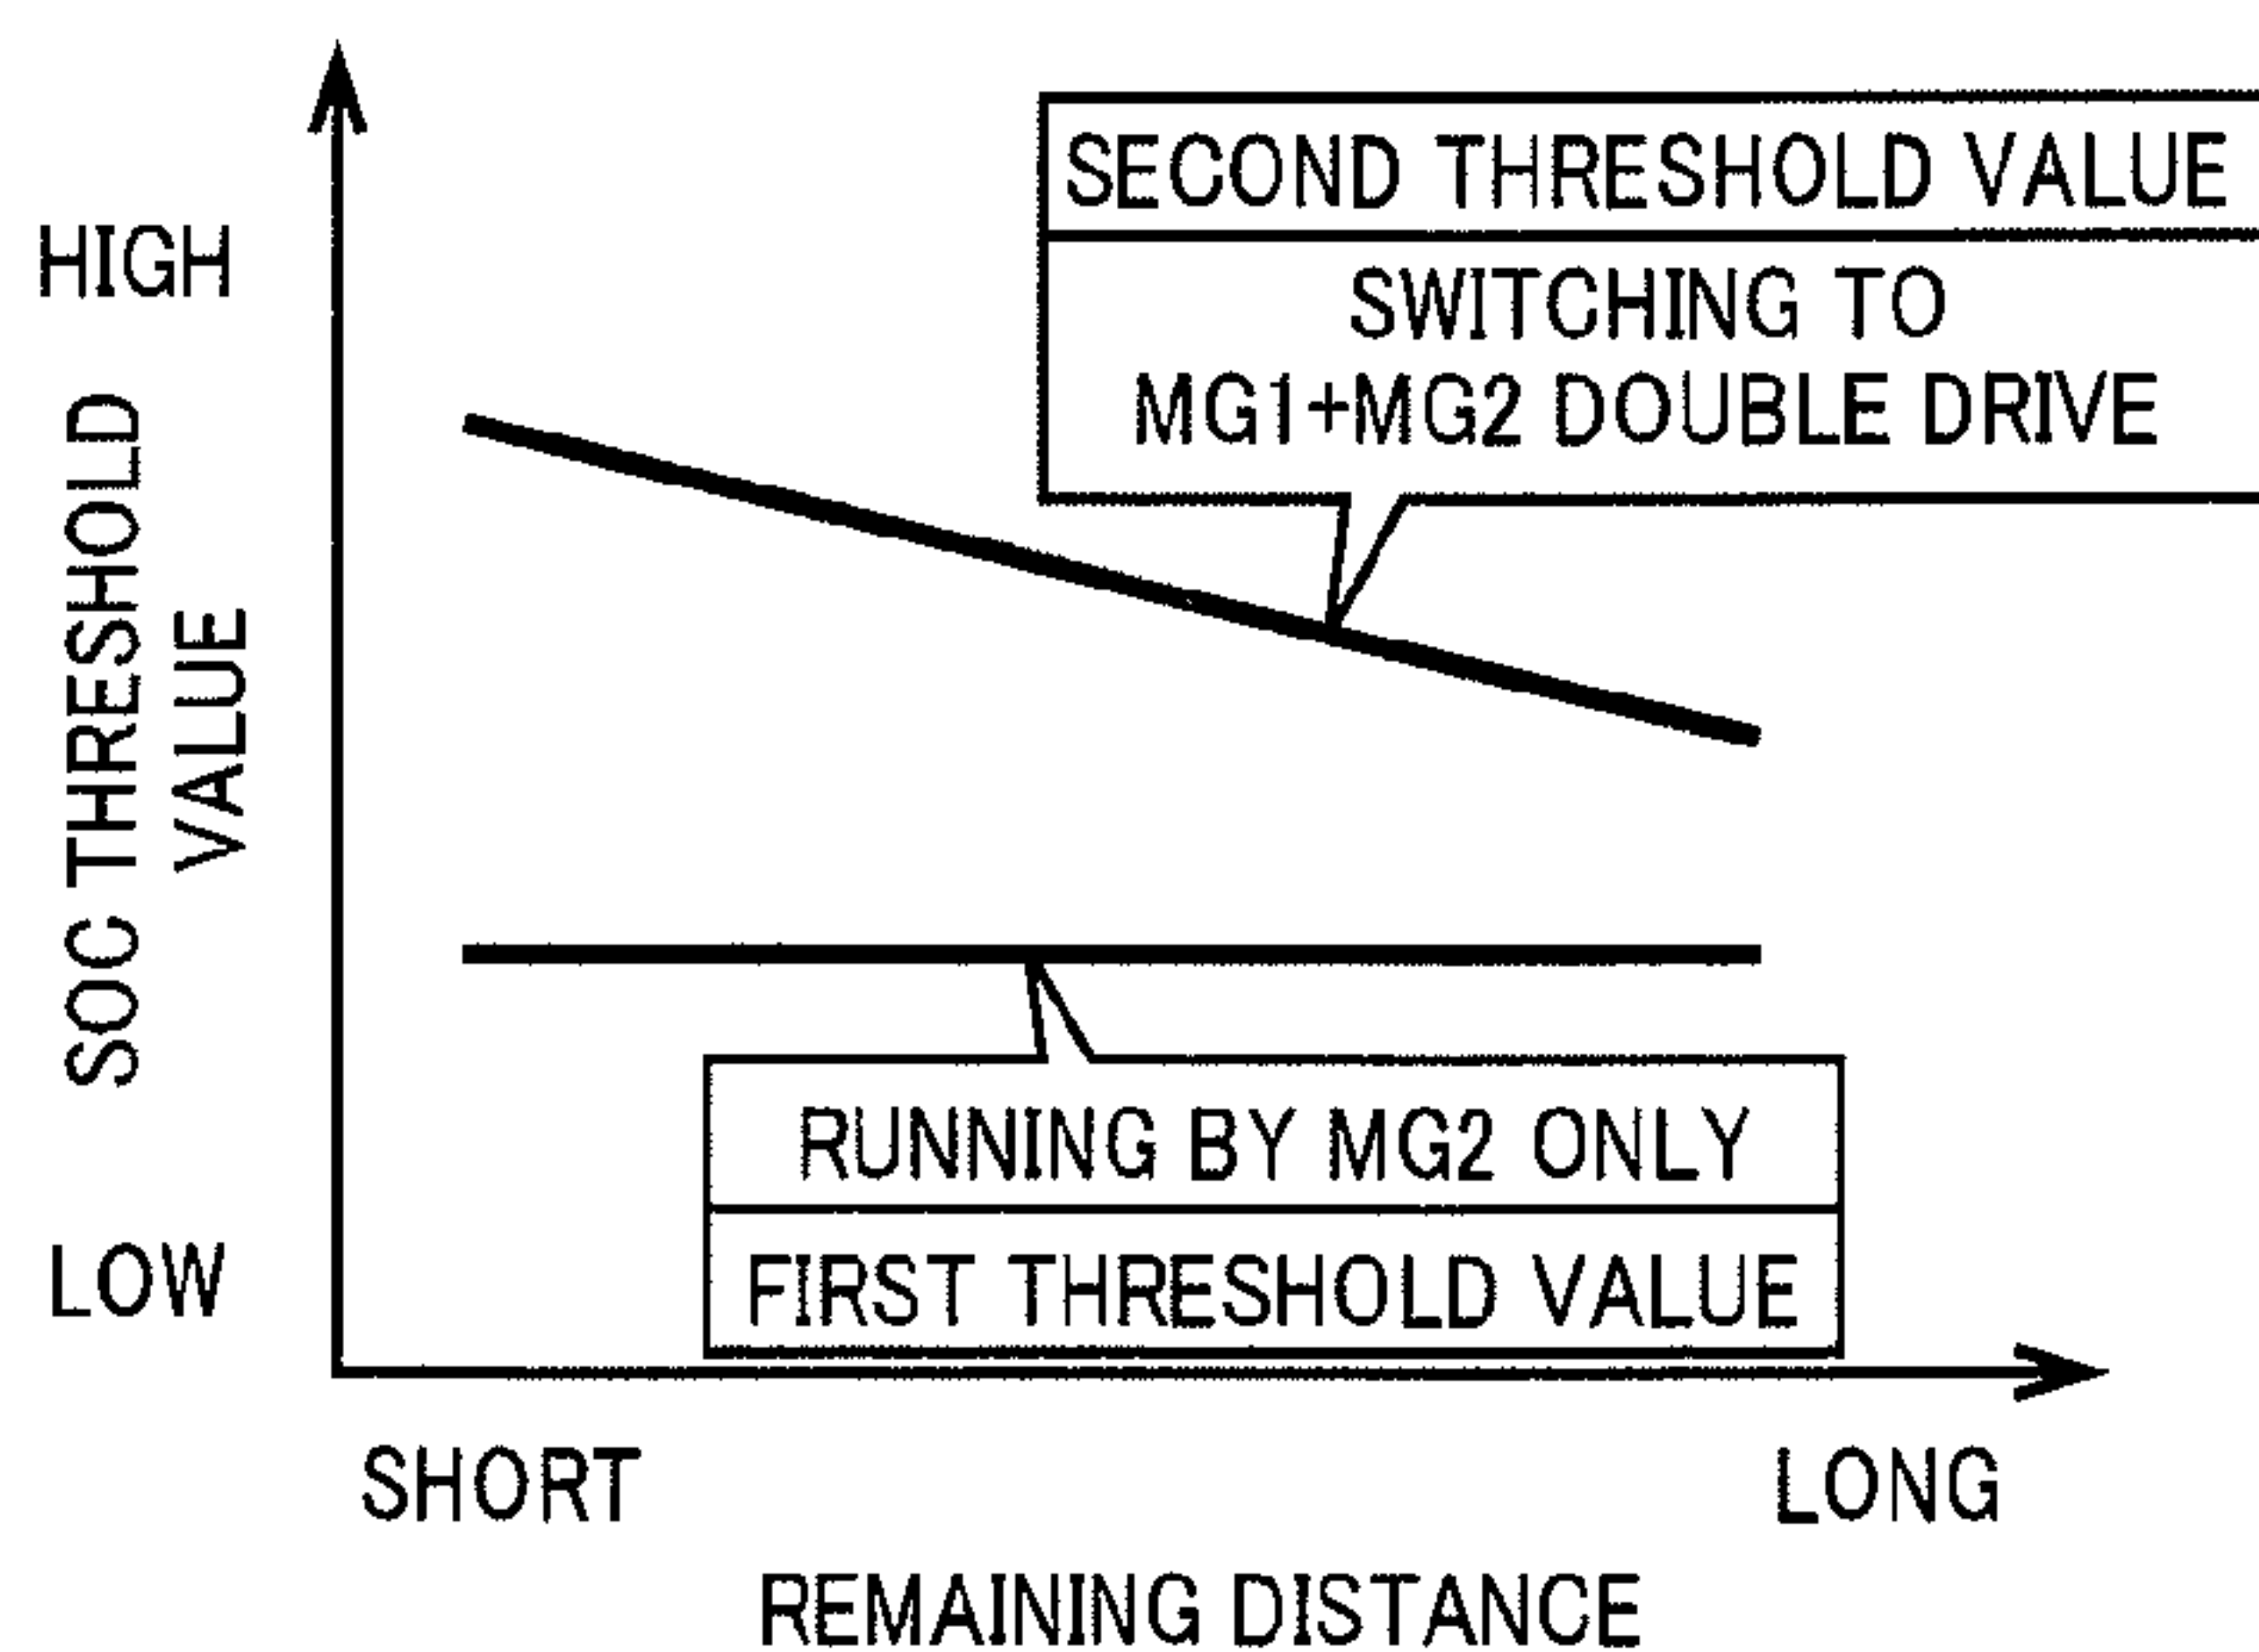 SECOND THRESHOLD VALUE
SWITCHING TO
MG1+MG2 DOUBLE DRIVE
HIGH
SOC THRESHOLD
VALUE
RUNNING BY MG2 ONLY
FIRST THRESHOLD VALUE
LOW
SHORT
LONG
REMAINING DISTANCE